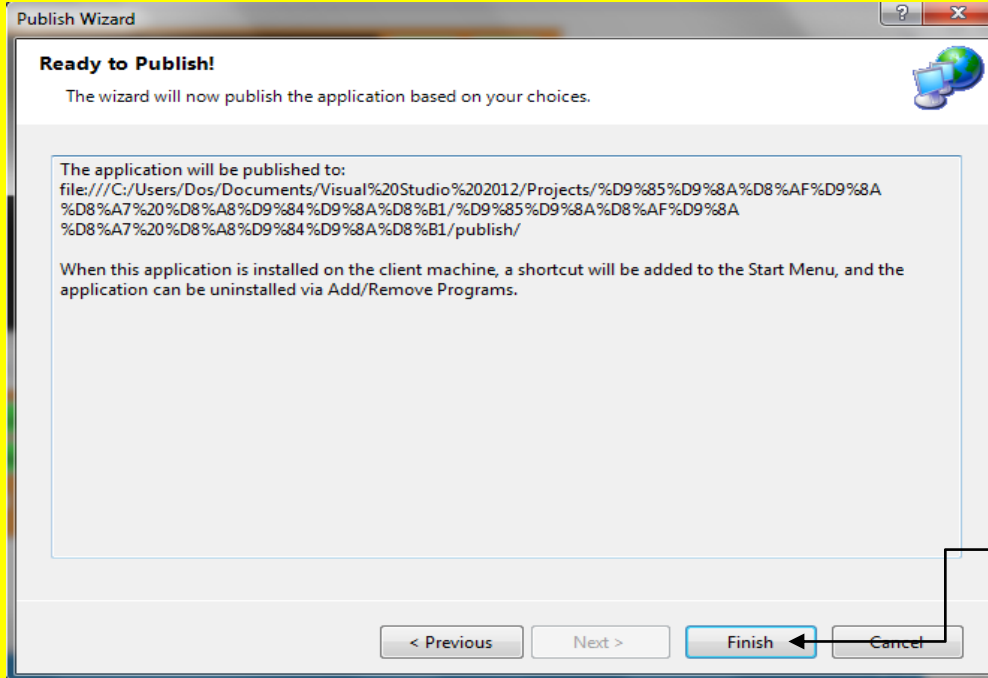 Publish Wizard
?
Ready to Publish!
The wizard will now publish the application based on your choices.
The application will be published to:
file:///C:/Users/Dos/Documents/Visual%20Studio%202012/Projects/%D9%85%D9%8A%D8%AF%D9%8A
%D8%A7%20%D8%A8%D9%84%D9%8A%D8%B1/%D9%85%D9%8A%D8%AF%D9%8A
%D8%A7%20%D8%A8%D9%84%D9%8A%D8%B1/publish/
When this application is installed on the client machine, a shortcut will be added to the Start Menu, and the
application can be uninstalled via Add/Remove Programs.
< Previous Next > Finish Cancel